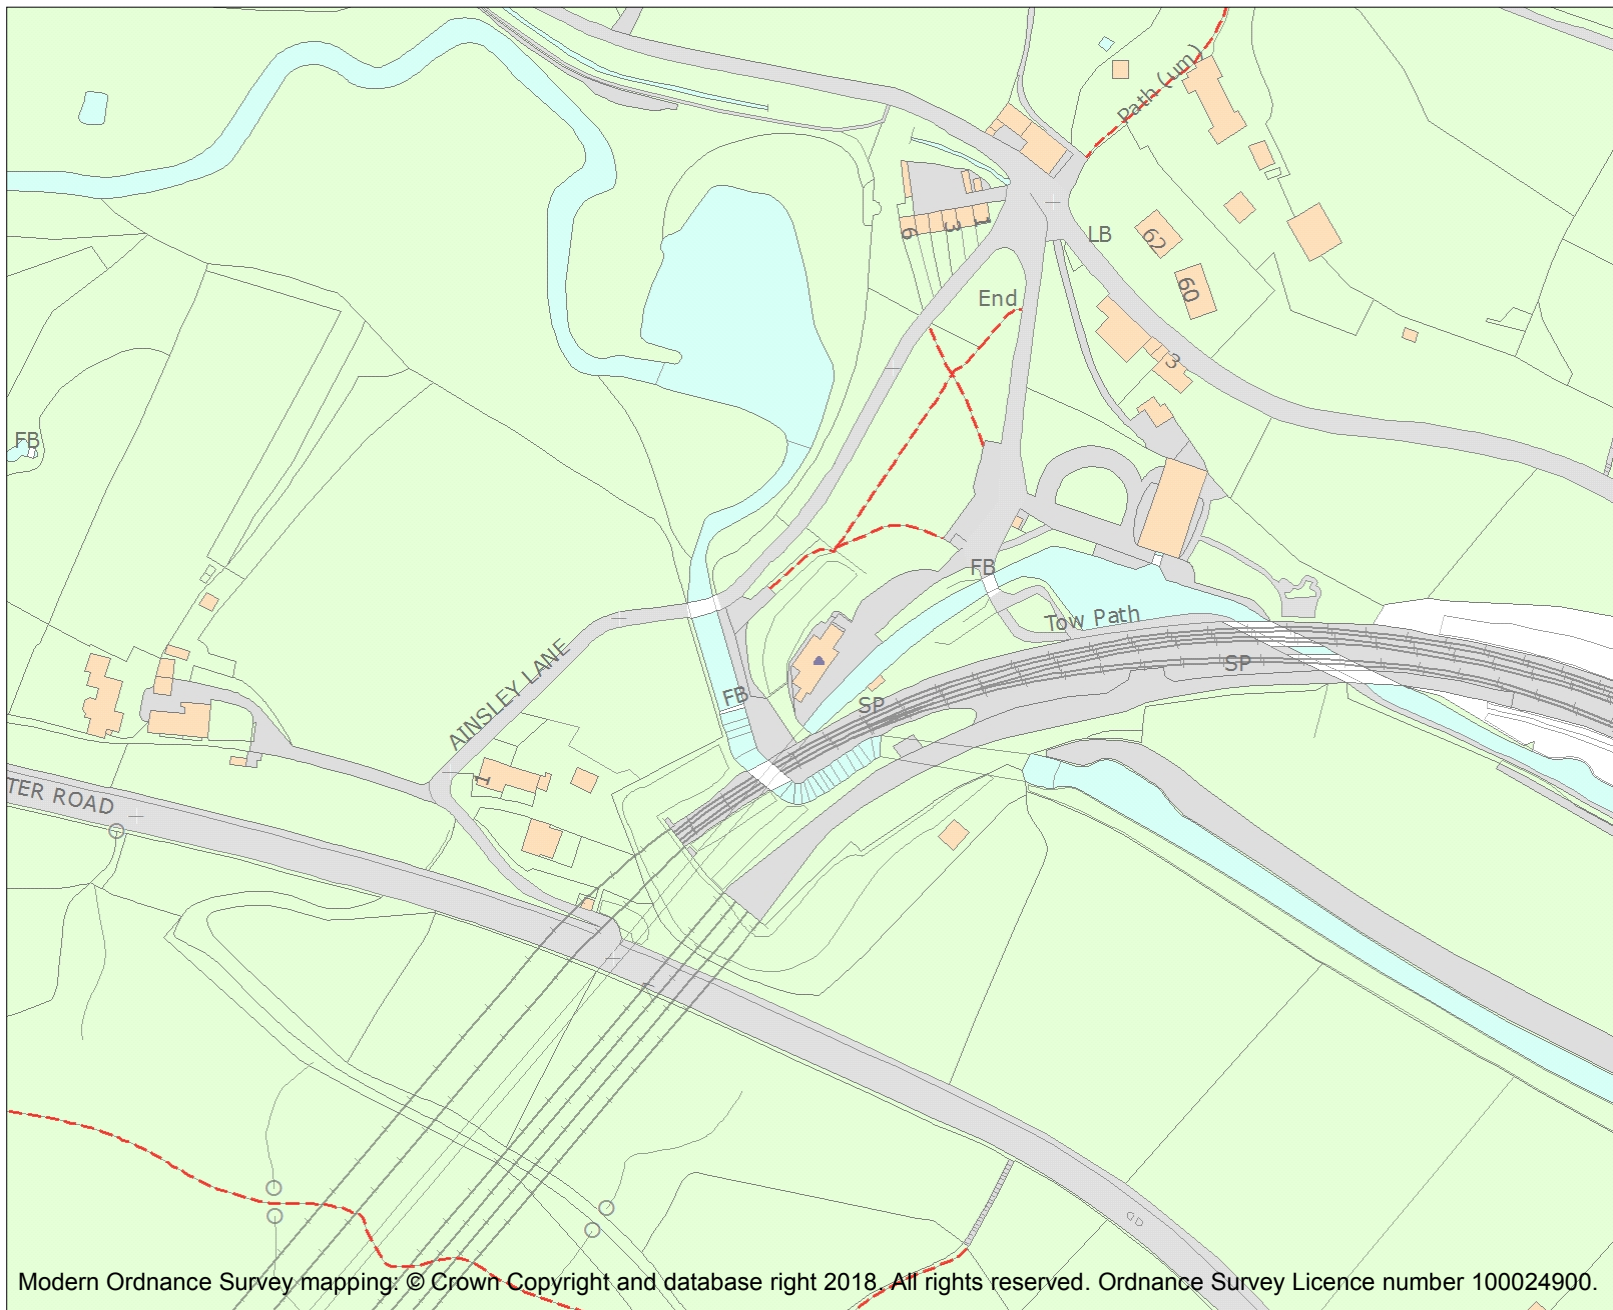 Path (um)
LB
62
60
6
3
1
End
3
FB
FB
Tow Path
SP
SP
FB
AINSLEY LANE
1
TER ROAD
Modern Ordnance Survey mapping: © Crown Copyright and database right 2018. All rights reserved. Ordnance Survey Licence number 100024900.